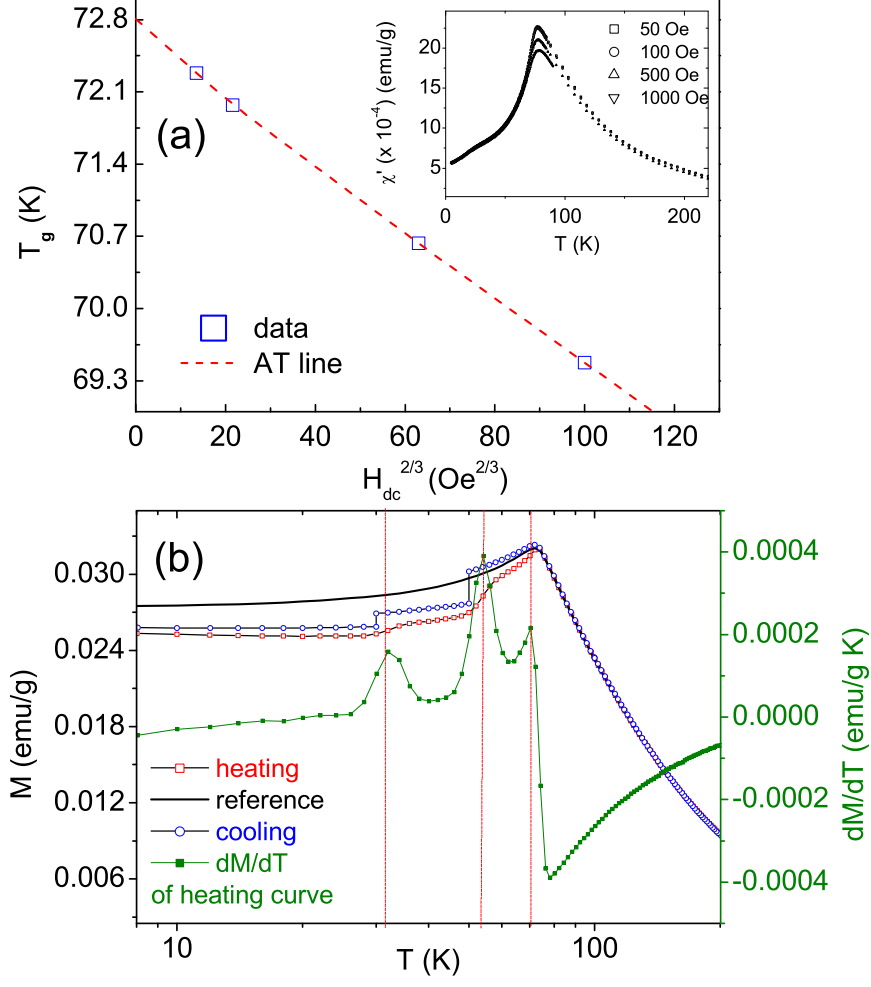 72.8
72.1
71.4
70.7
70.0
69.3
T_g (K)
(a)
data
AT line
0 20 40 60 80 100 120
H_dc^2/3 (Oe^2/3)
20
15
10
5
χ' (x 10^-4) (emu/g)
50 Oe
100 Oe
500 Oe
1000 Oe
0 100 200
T (K)
(b)
0.030
0.024
0.018
0.012
0.006
M (emu/g)
heating
reference
cooling
dM/dT
of heating curve
10 100
T (K)
0.0004
0.0002
0.0000
-0.0002
-0.0004
dM/dT (emu/g K)